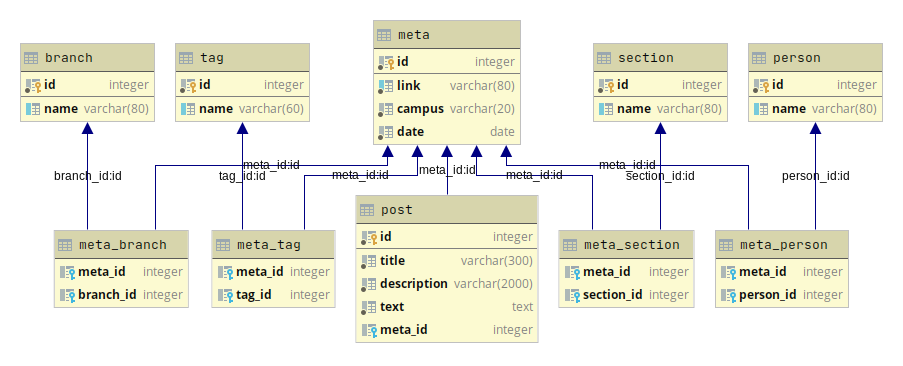 branch
id integer
name varchar(80)
tag
id integer
name varchar(60)
meta
id integer
link varchar(80)
campus varchar(20)
date date
section
id integer
name varchar(80)
person
id integer
name varchar(80)
branch_id:id
meta_id:id
tag_id:id
meta_id:id
meta_id:id
meta_id:id
meta_id:id
section_id:id
person_id:id
meta_branch
meta_id integer
branch_id integer
meta_tag
meta_id integer
tag_id integer
post
id integer
title varchar(300)
description varchar(2000)
text text
meta_id integer
meta_section
meta_id integer
section_id integer
meta_person
meta_id integer
person_id integer